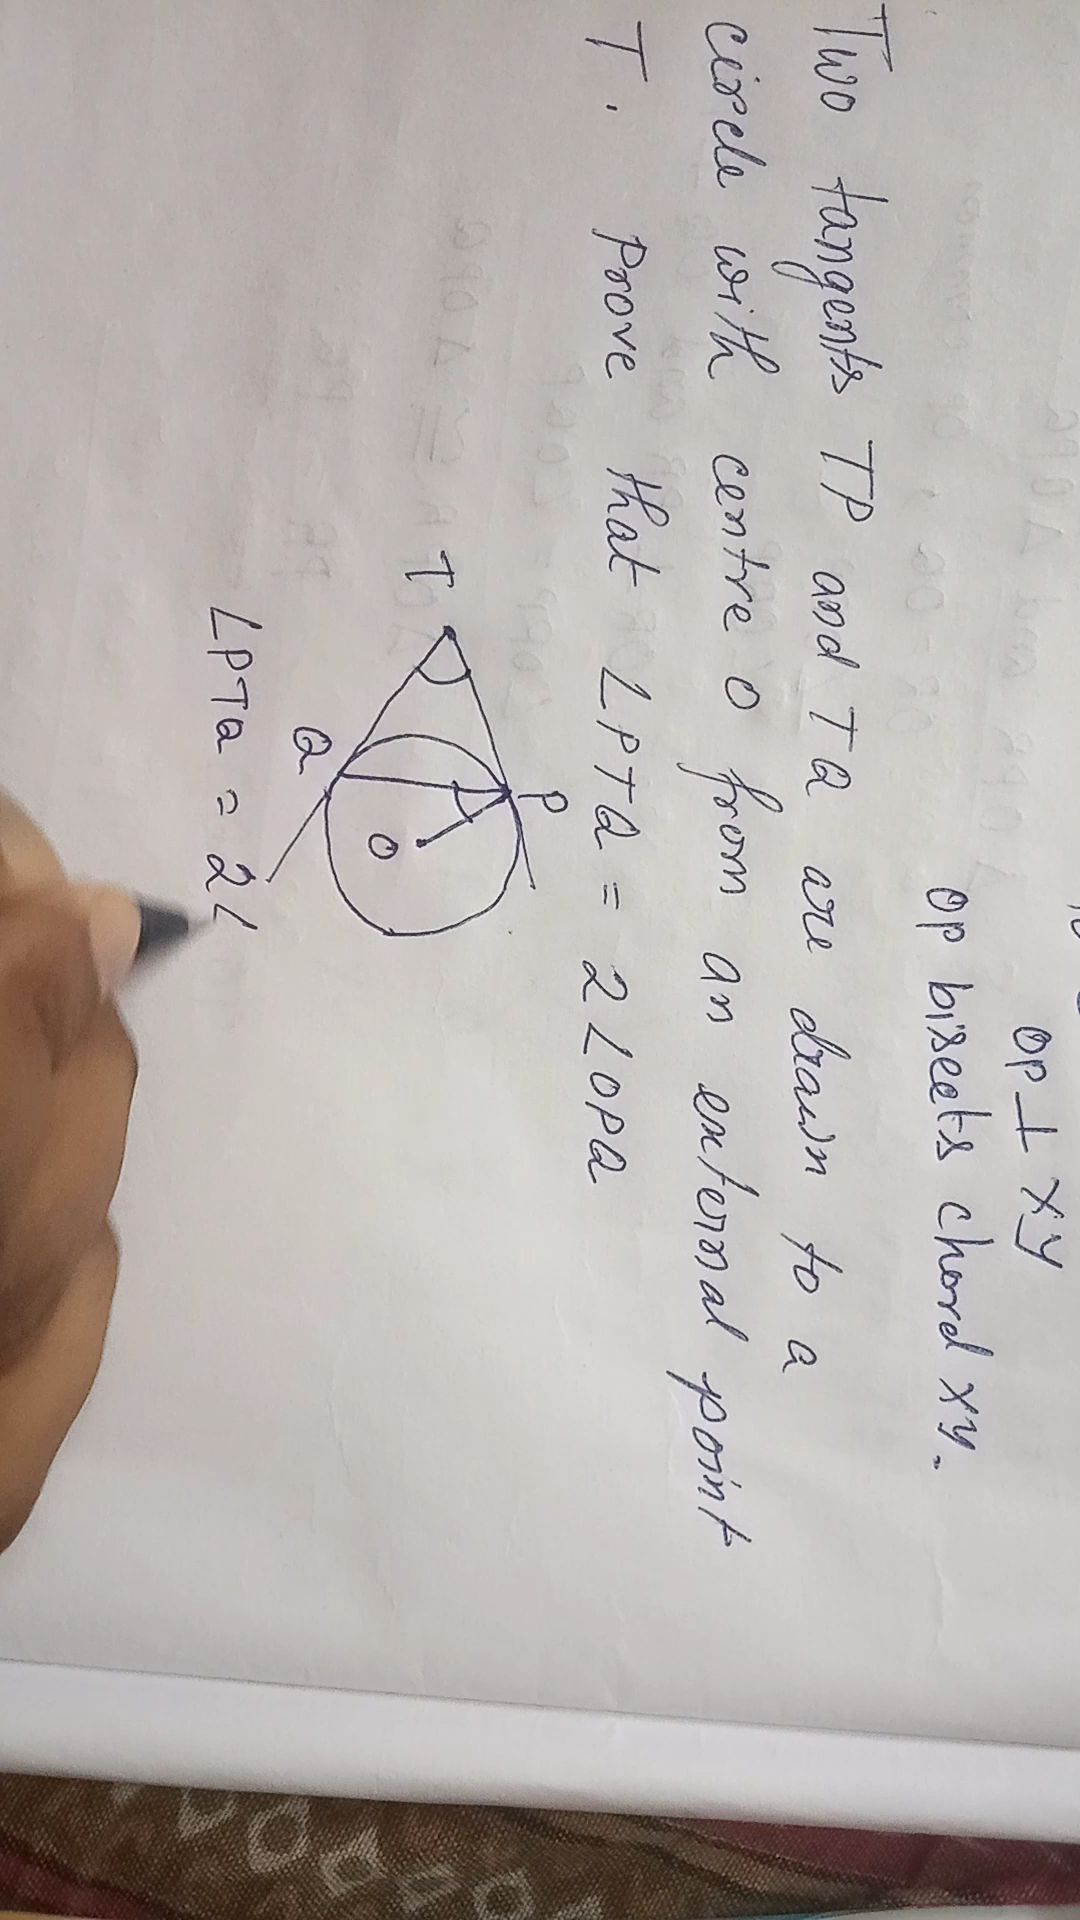 OP ⊥ XY
OP bisects chord XY.
Two tangents TP and TQ are drawn to a
circle with centre O from an external point
T. Prove that ∠PTQ = 2∠OPQ
P
T
O
Q
∠PTQ = 2∠